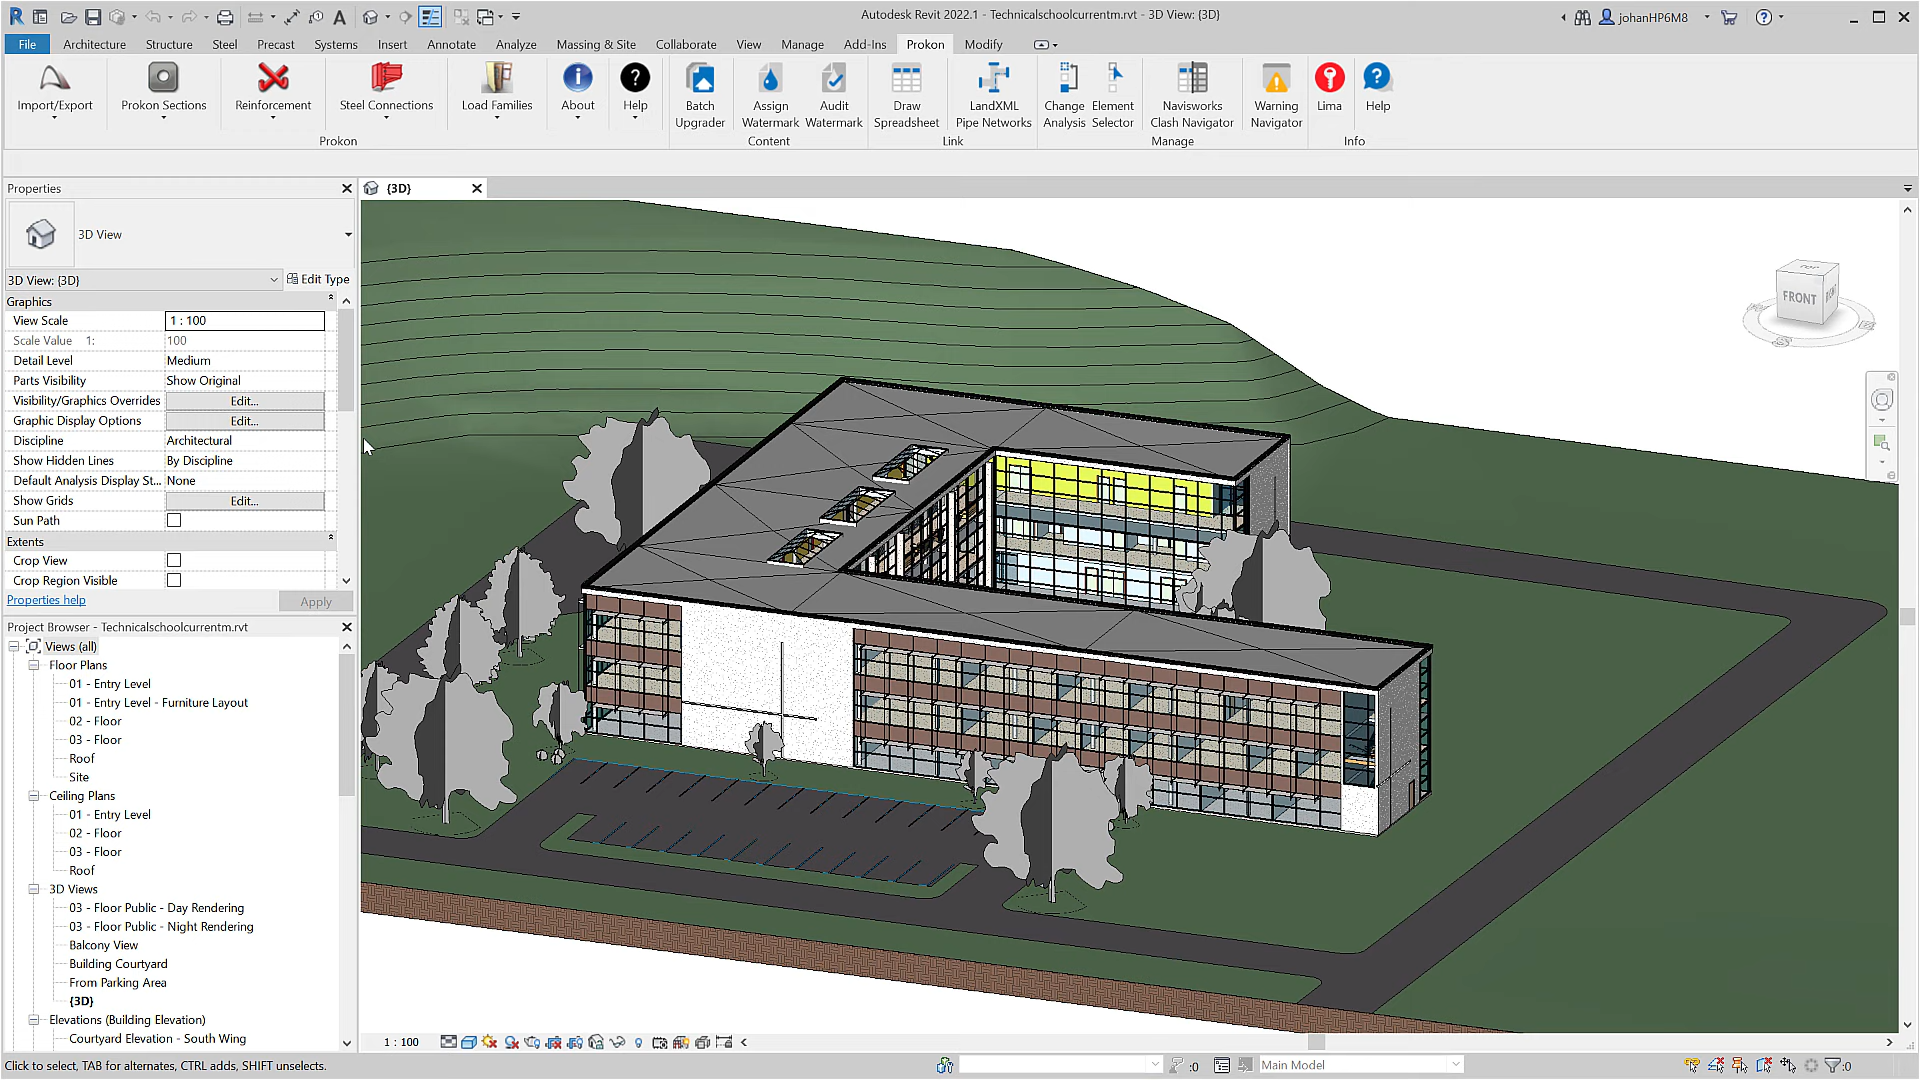 Autodesk Revit 2022.1 - Technicalschoolcurrentm.rvt - 3D View: {3D}
johanHP6M8
File
Architecture
Structure
Steel
Precast
Systems
Insert
Annotate
Analyze
Massing & Site
Collaborate
View
Manage
Add-Ins
Prokon
Modify
Import/Export
Prokon Sections
Reinforcement
Steel Connections
Load Families
About
Help
Batch
Upgrader
Assign
Watermark
Audit
Watermark
Draw
Spreadsheet
LandXML
Pipe Networks
Change
Analysis
Element
Selector
Navisworks
Clash Navigator
Warning
Navigator
Lima
Help
Prokon
Content
Link
Manage
Info
Properties
{3D}
3D View
3D View: {3D}
Edit Type
Graphics
View Scale 1 : 100
Scale Value 1: 100
Detail Level Medium
Parts Visibility Show Original
Visibility/Graphics Overrides Edit...
Graphic Display Options Edit...
Discipline Architectural
Show Hidden Lines By Discipline
Default Analysis Display St... None
Show Grids Edit...
Sun Path
Extents
Crop View
Crop Region Visible
Properties help
Apply
Project Browser - Technicalschoolcurrentm.rvt
Views (all)
Floor Plans
01 - Entry Level
01 - Entry Level - Furniture Layout
02 - Floor
03 - Floor
Roof
Site
Ceiling Plans
01 - Entry Level
02 - Floor
03 - Floor
Roof
3D Views
03 - Floor Public - Day Rendering
03 - Floor Public - Night Rendering
Balcony View
Building Courtyard
From Parking Area
{3D}
Elevations (Building Elevation)
Courtyard Elevation - South Wing
TOP
FRONT
RIGHT
1 : 100
Click to select, TAB for alternates, CTRL adds, SHIFT unselects.
:0
Main Model
:0